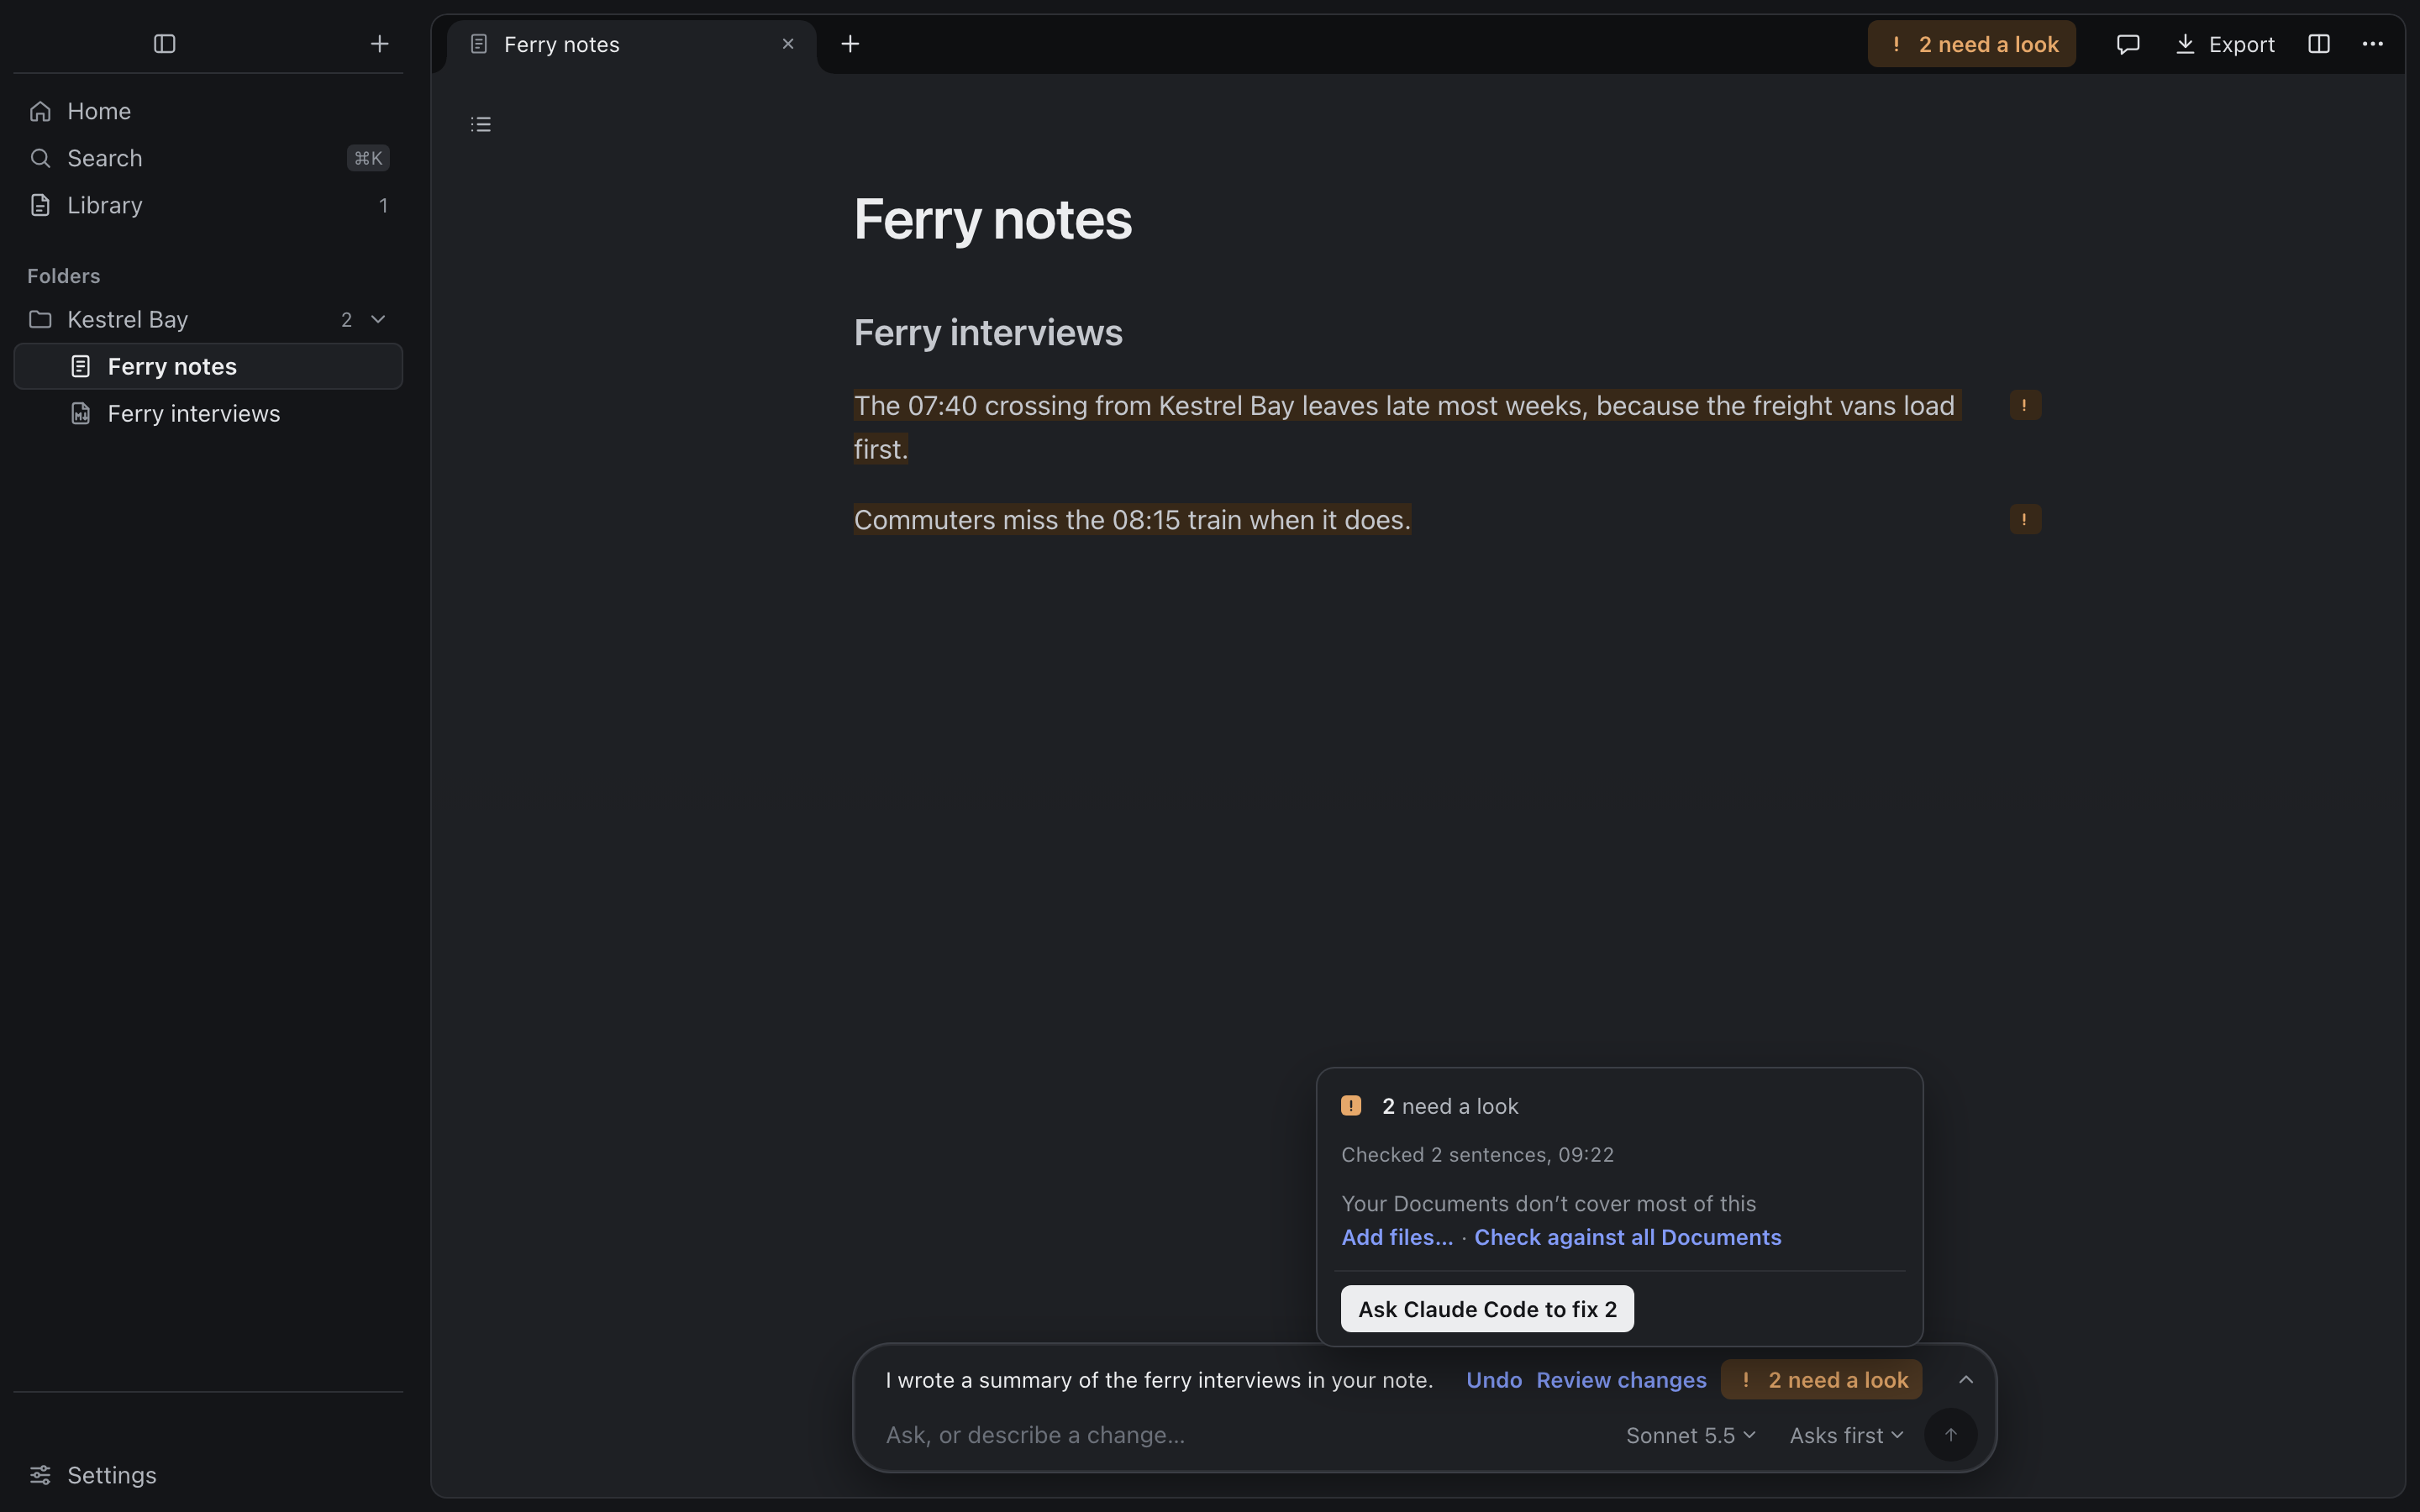 Home
Search ⌘K
Library 1
Folders
Kestrel Bay 2
Ferry notes
Ferry interviews
Settings
Ferry notes
! 2 need a look
Export
Ferry notes
Ferry interviews
The 07:40 crossing from Kestrel Bay leaves late most weeks, because the freight vans load !
first.
Commuters miss the 08:15 train when it does. !
! 2 need a look
Checked 2 sentences, 09:22
Your Documents don’t cover most of this
Add files... · Check against all Documents
Ask Claude Code to fix 2
I wrote a summary of the ferry interviews in your note. Undo Review changes ! 2 need a look
Ask, or describe a change... Sonnet 5.5 Asks first